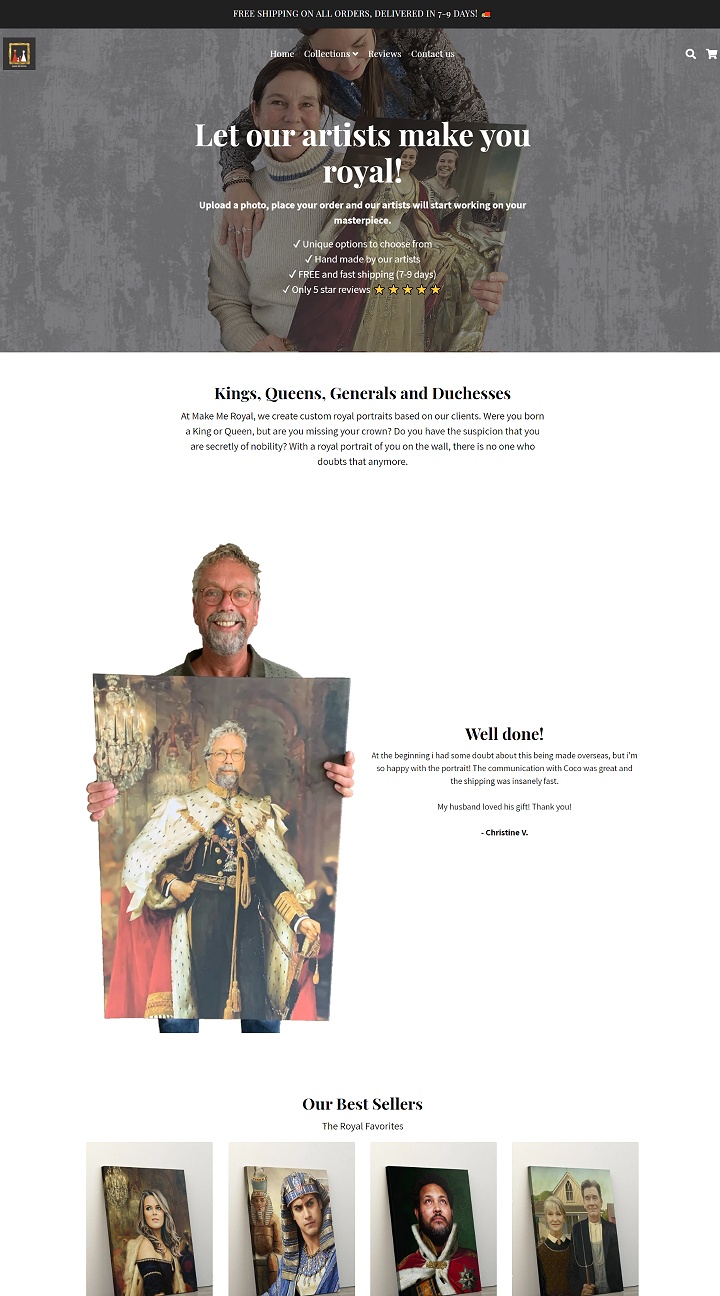 FREE SHIPPING ON ALL ORDERS, DELIVERED IN 7-9 DAYS!
Home Collections Reviews Contact us
Let our artists make you
royal!
Upload a photo, place your order and our artists will start working on your
masterpiece.
✓ Unique options to choose from
✓ Hand made by our artists
✓ FREE and fast shipping (7-9 days)
✓ Only 5 star reviews ⭐⭐⭐⭐⭐
Kings, Queens, Generals and Duchesses
At Make Me Royal, we create custom royal portraits based on our clients. Were you born
a King or Queen, but are you missing your crown? Do you have the suspicion that you
are secretly of nobility? With a royal portrait of you on the wall, there is no one who
doubts that anymore.
Well done!
At the beginning i had some doubt about this being made overseas, but i'm
so happy with the portrait! The communication with Coco was great and
the shipping was insanely fast.
My husband loved his gift! Thank you!
- Christine V.
Our Best Sellers
The Royal Favorites